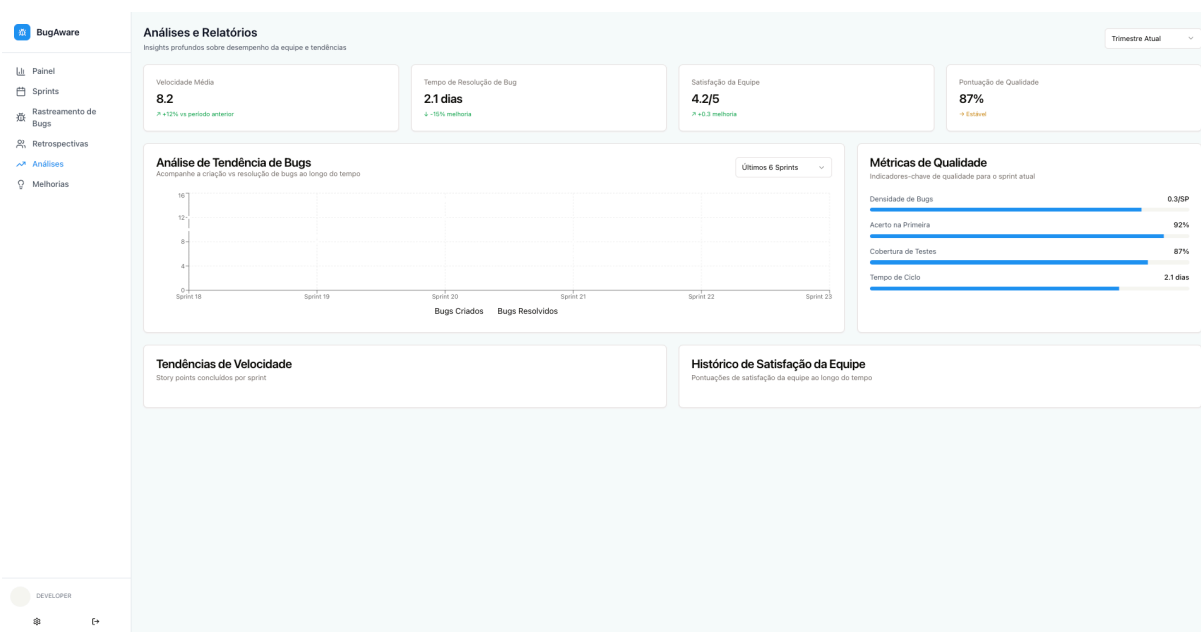 BugAware
Painel
Sprints
Rastreamento de
Bugs
Retrospectivas
Análises
Melhorias
DEVELOPER
Análises e Relatórios
Insights profundos sobre desempenho da equipe e tendências
Trimestre Atual
Velocidade Média
8.2
↗ +12% vs período anterior
Tempo de Resolução de Bug
2.1 dias
↓ -15% melhoria
Satisfação da Equipe
4.2/5
↗ +0.3 melhoria
Pontuação de Qualidade
87%
→ Estável
Análise de Tendência de Bugs
Acompanhe a criação vs resolução de bugs ao longo do tempo
Últimos 6 Sprints
16
12
8
4
0
Sprint 18 Sprint 19 Sprint 20 Sprint 21 Sprint 22 Sprint 23
Bugs Criados Bugs Resolvidos
Métricas de Qualidade
Indicadores-chave de qualidade para o sprint atual
Densidade de Bugs 0.3/SP
Acerto na Primeira 92%
Cobertura de Testes 87%
Tempo de Ciclo 2.1 dias
Tendências de Velocidade
Story points concluídos por sprint
Histórico de Satisfação da Equipe
Pontuações de satisfação da equipe ao longo do tempo